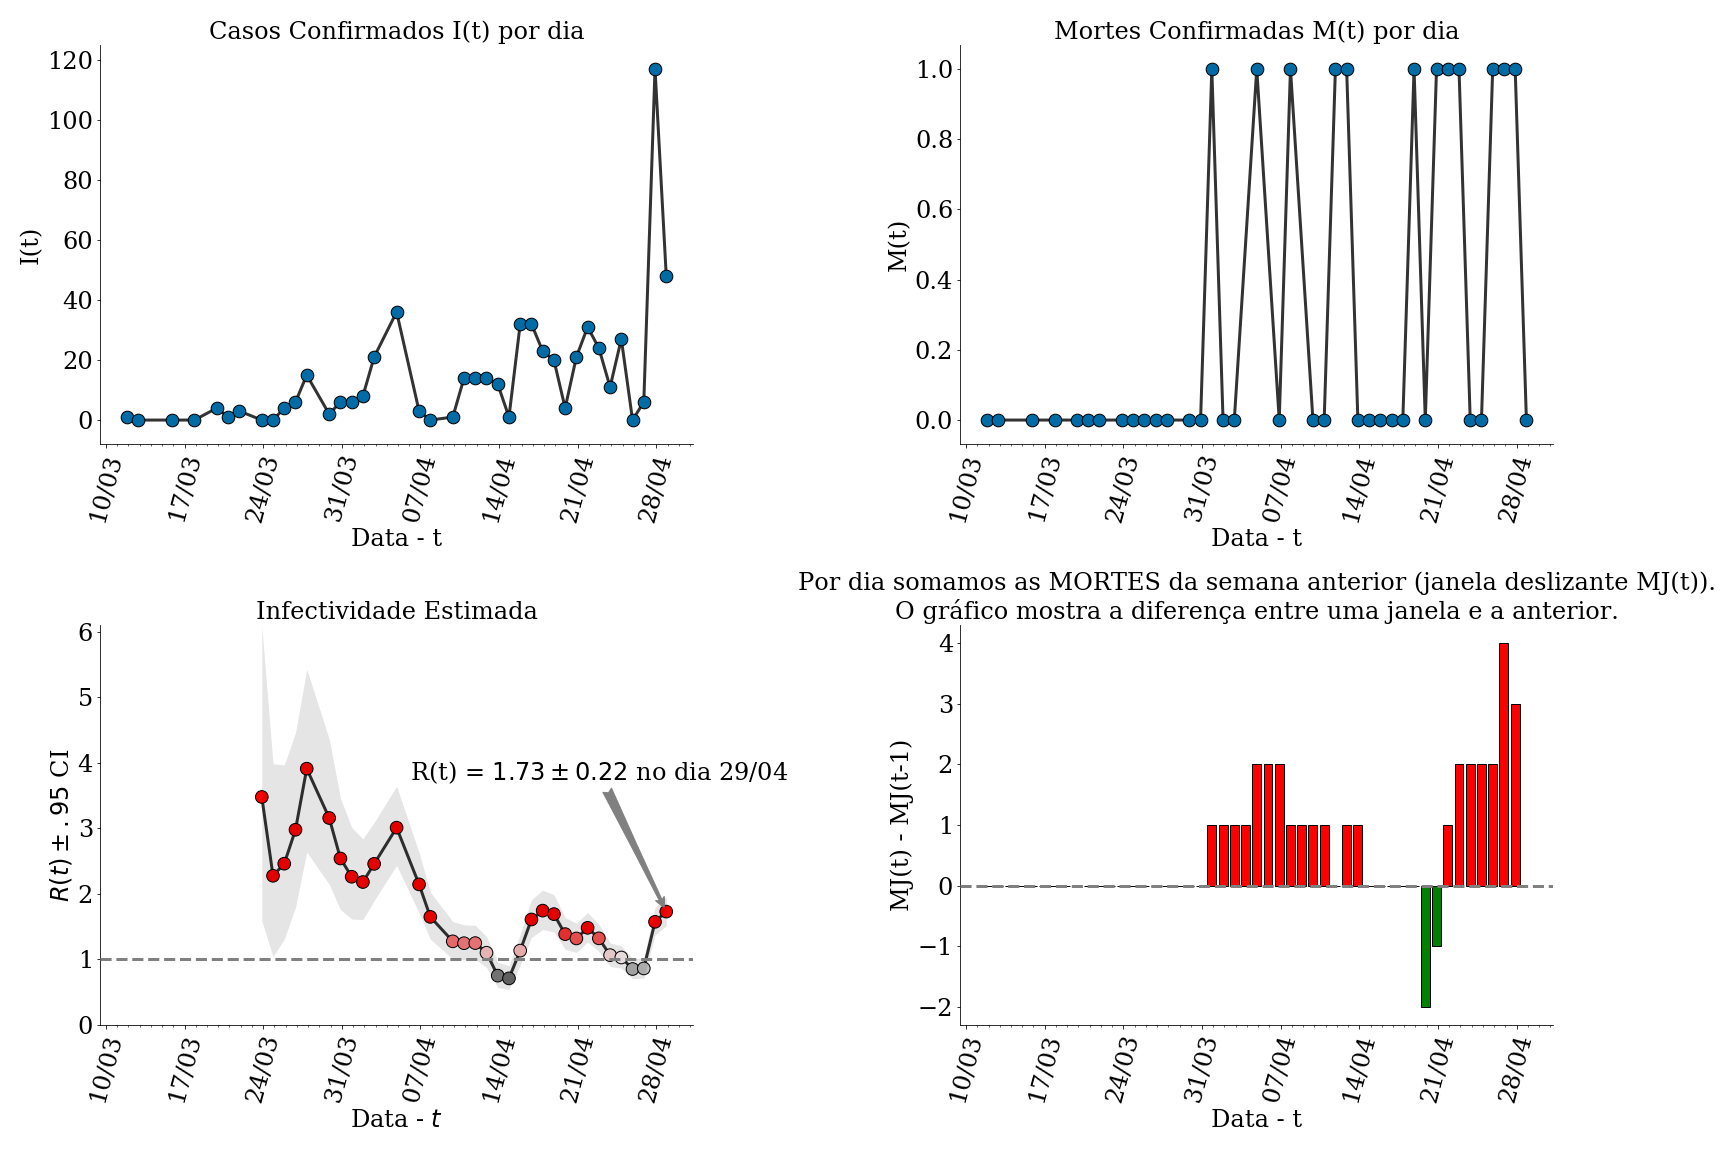 Casos Confirmados I(t) por dia
120
100
80
60
40
20
0
I(t)
10/03 17/03 24/03 31/03 07/04 14/04 21/04 28/04
Data - t
Mortes Confirmadas M(t) por dia
1.0
0.8
0.6
0.4
0.2
0.0
M(t)
10/03 17/03 24/03 31/03 07/04 14/04 21/04 28/04
Data - t
Infectividade Estimada
6
5
4
3
2
1
0
R(t) ± .95 CI
R(t) = 1.73 ± 0.22 no dia 29/04
10/03 17/03 24/03 31/03 07/04 14/04 21/04 28/04
Data - t
Por dia somamos as MORTES da semana anterior (janela deslizante MJ(t)).
O gráfico mostra a diferença entre uma janela e a anterior.
4
3
2
1
0
−1
−2
MJ(t) - MJ(t-1)
10/03 17/03 24/03 31/03 07/04 14/04 21/04 28/04
Data - t